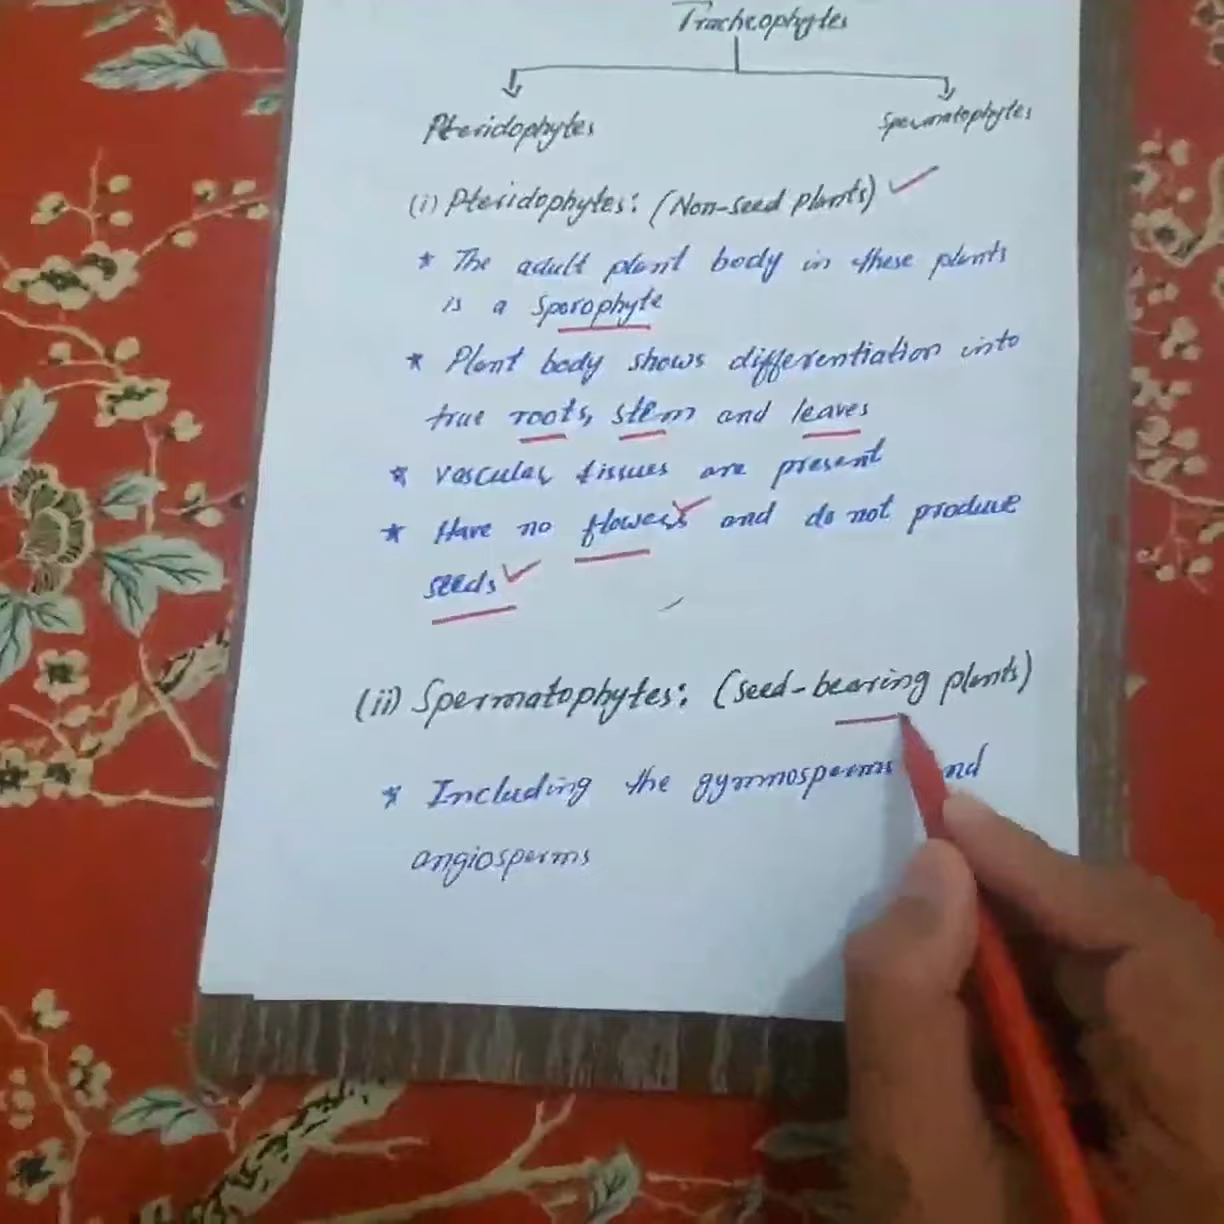 Tracheophytes
Pteridophytes
Spermatophytes
(i) Pteridophytes: (Non-seed plants)
* The adult plant body in these plants
is a Sporophyte
* Plant body shows differentiation into
true roots, stem and leaves
* vascular tissues are present
* Have no flowers and do not produce
seeds
(ii) Spermatophytes: (seed-bearing plants)
* Including the gymnosperms and
angiosperms